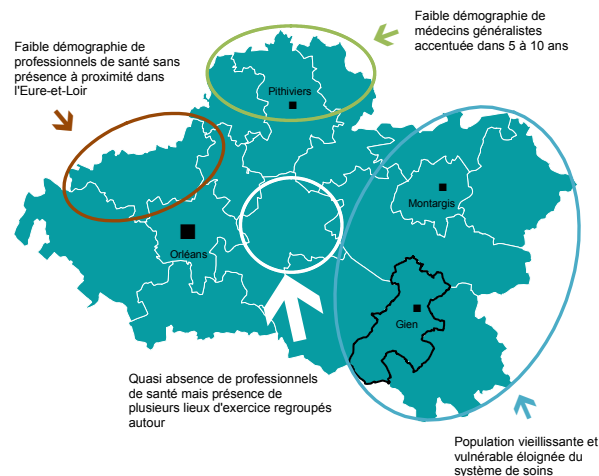 Faible démographie de
médecins généralistes
accentuée dans 5 à 10 ans
Faible démographie de
professionnels de santé sans
présence à proximité dans
l'Eure-et-Loir
Pithiviers
Montargis
Orléans
Gien
Quasi absence de professionnels
de santé mais présence de
plusieurs lieux d'exercice regroupés
autour
Population vieillissante et
vulnérable éloignée du
système de soins